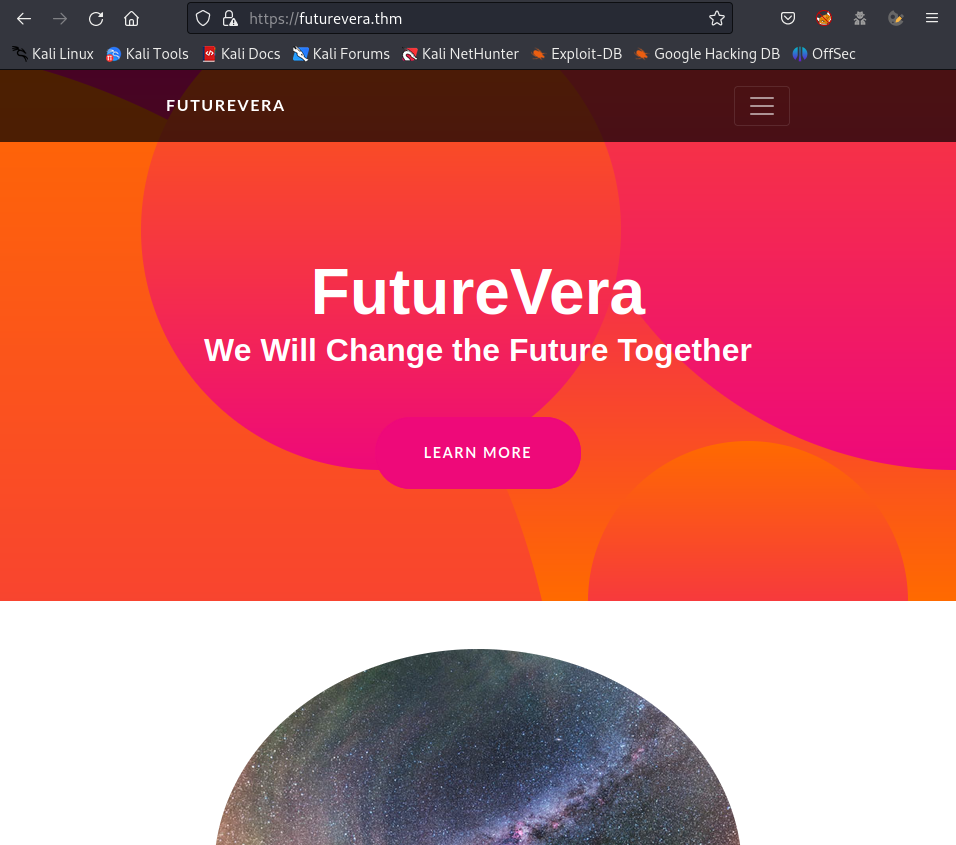 https://futurevera.thm
Kali Linux Kali Tools Kali Docs Kali Forums Kali NetHunter Exploit-DB Google Hacking DB OffSec
FUTUREVERA
FutureVera
We Will Change the Future Together
LEARN MORE